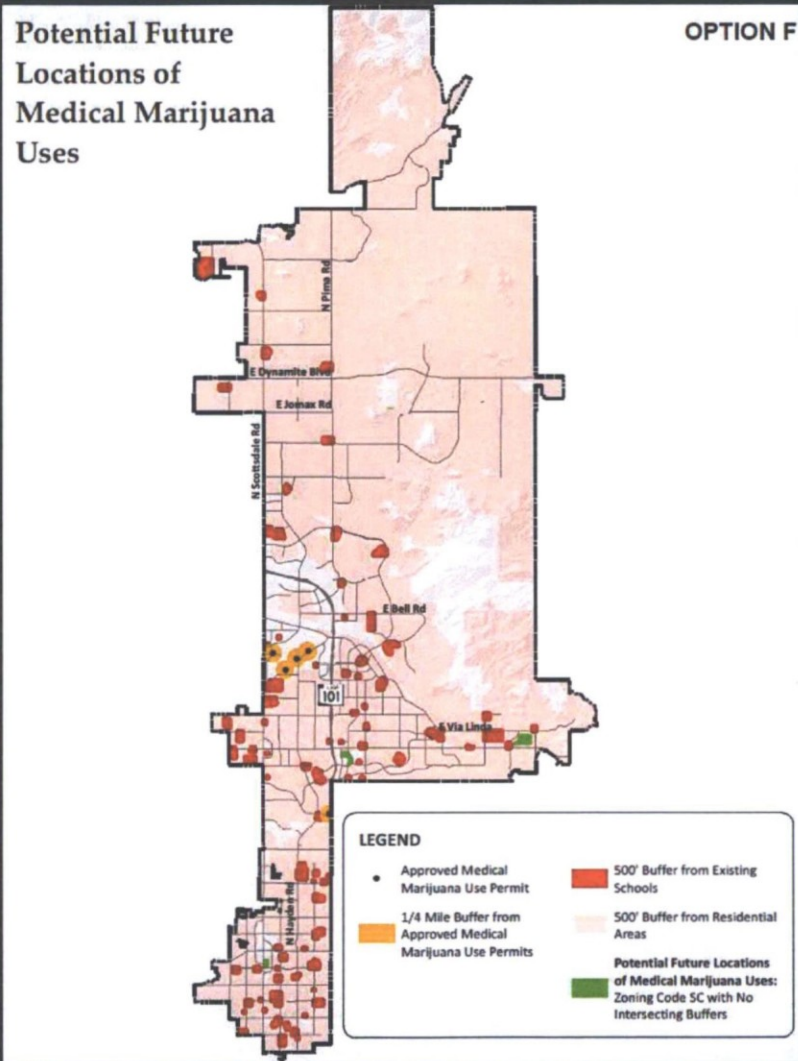 Potential Future
Locations of
Medical Marijuana
Uses
OPTION F
N Pima Rd
E Dynamite Blvd
E Jomax Rd
N Scottsdale Rd
E Bell Rd
101
E Via Linda
N Hayden Rd
LEGEND
Approved Medical
Marijuana Use Permit
1/4 Mile Buffer from
Approved Medical
Marijuana Use Permits
500' Buffer from Existing
Schools
500' Buffer from Residential
Areas
Potential Future Locations
of Medical Marijuana Uses:
Zoning Code SC with No
Intersecting Buffers